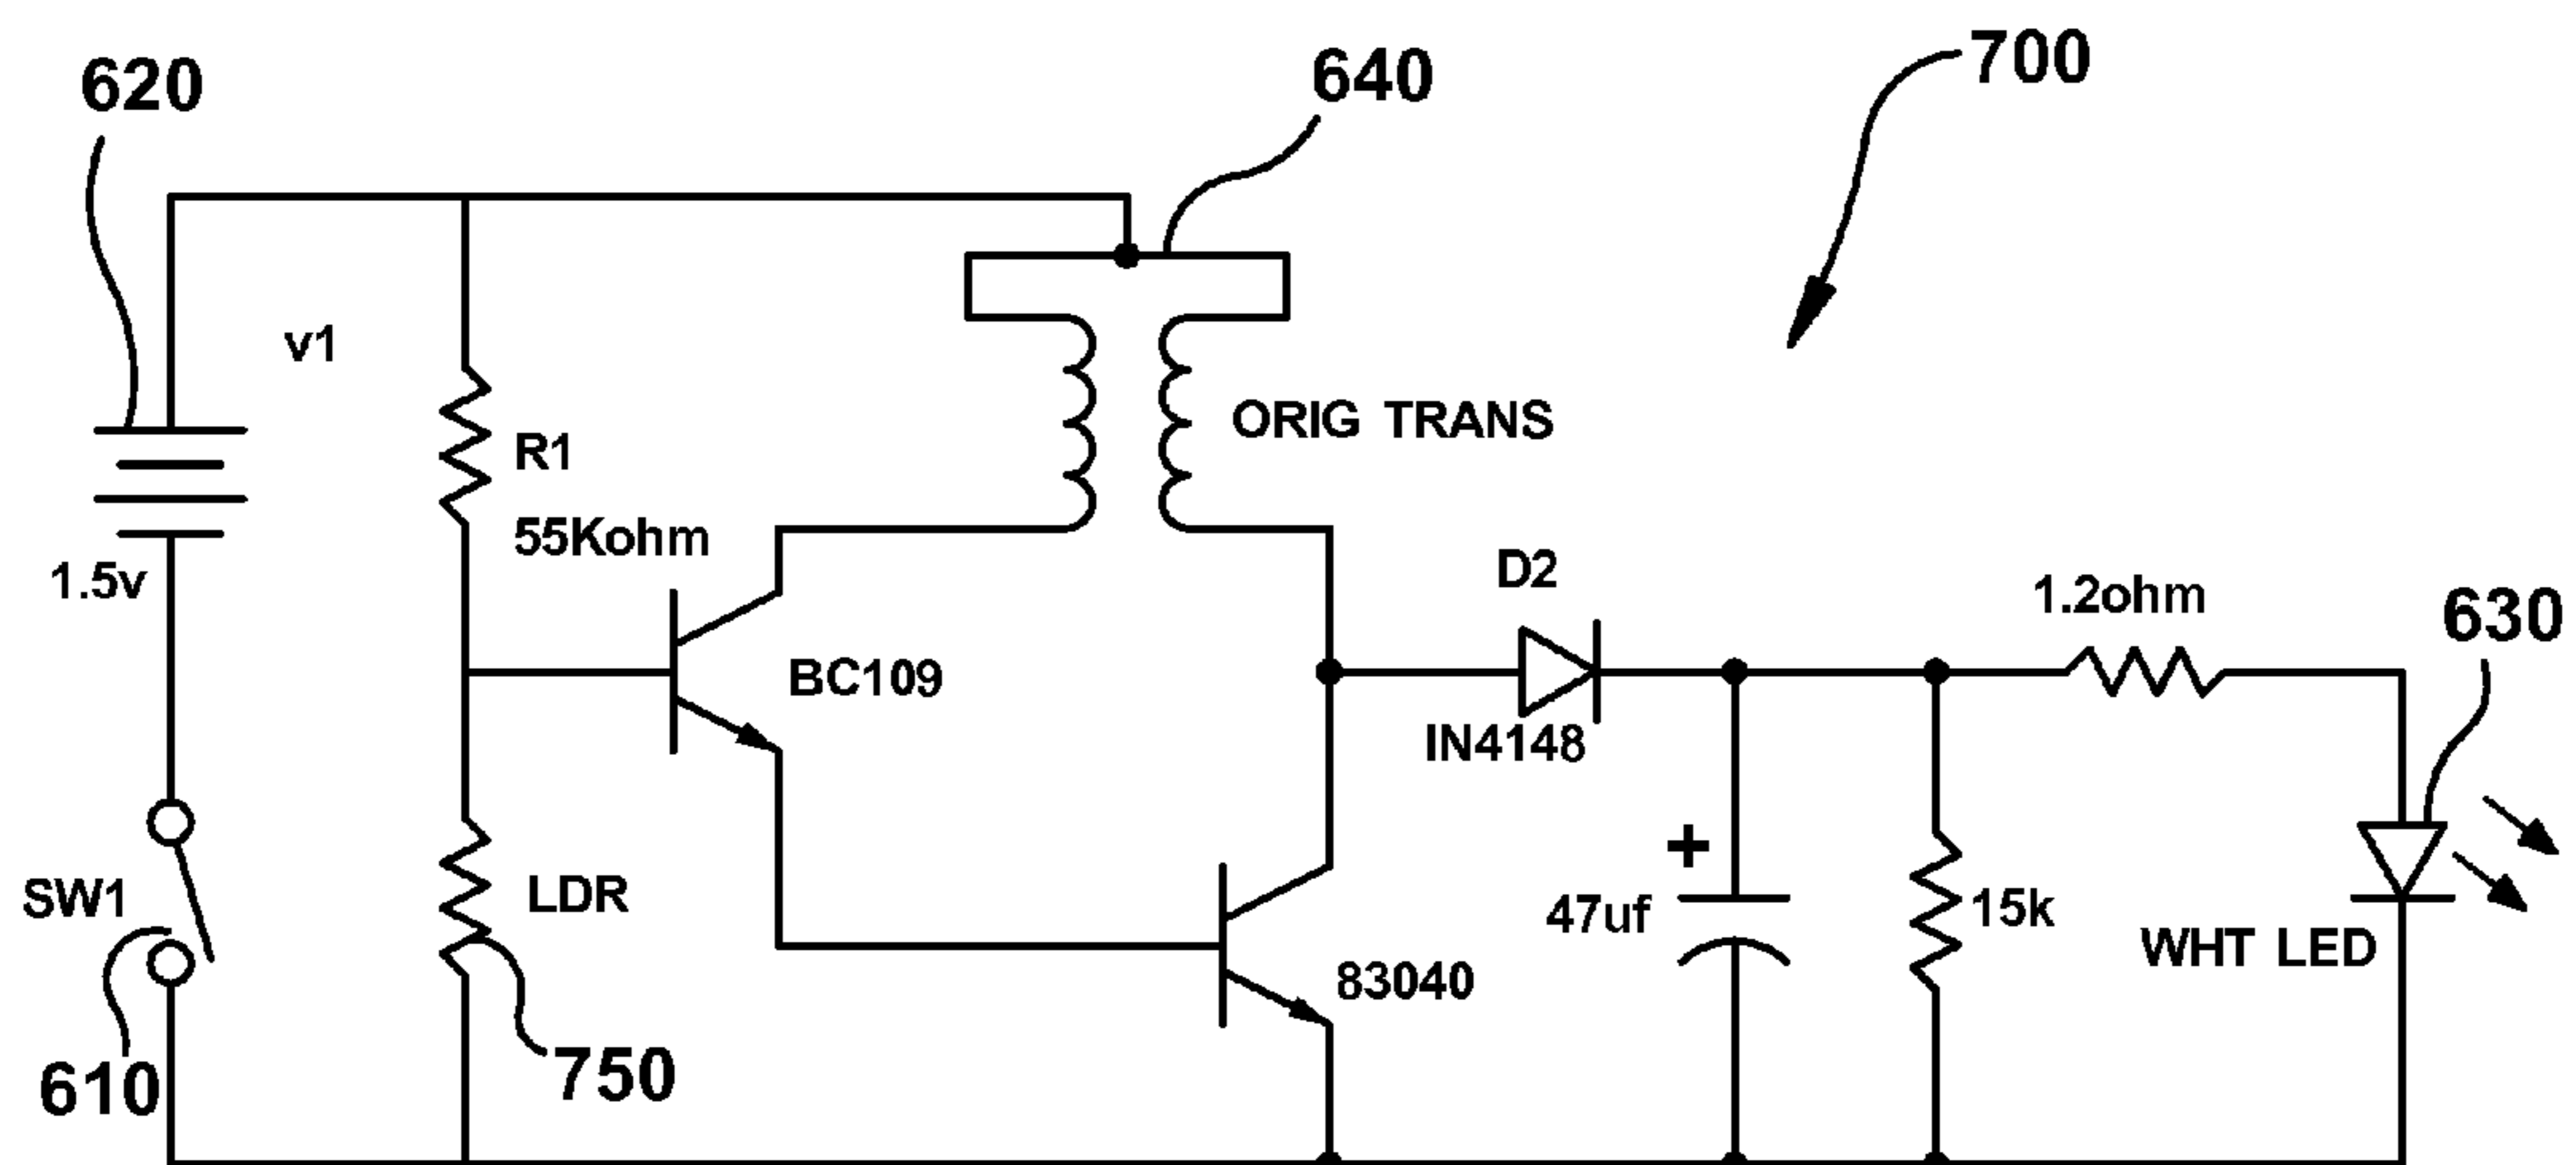 620
640
700
v1
ORIG TRANS
R1
55Kohm
1.5v
D2
1.2ohm
630
BC109
IN4148
+
SW1
LDR
47uf
15k
WHT LED
83040
610
750